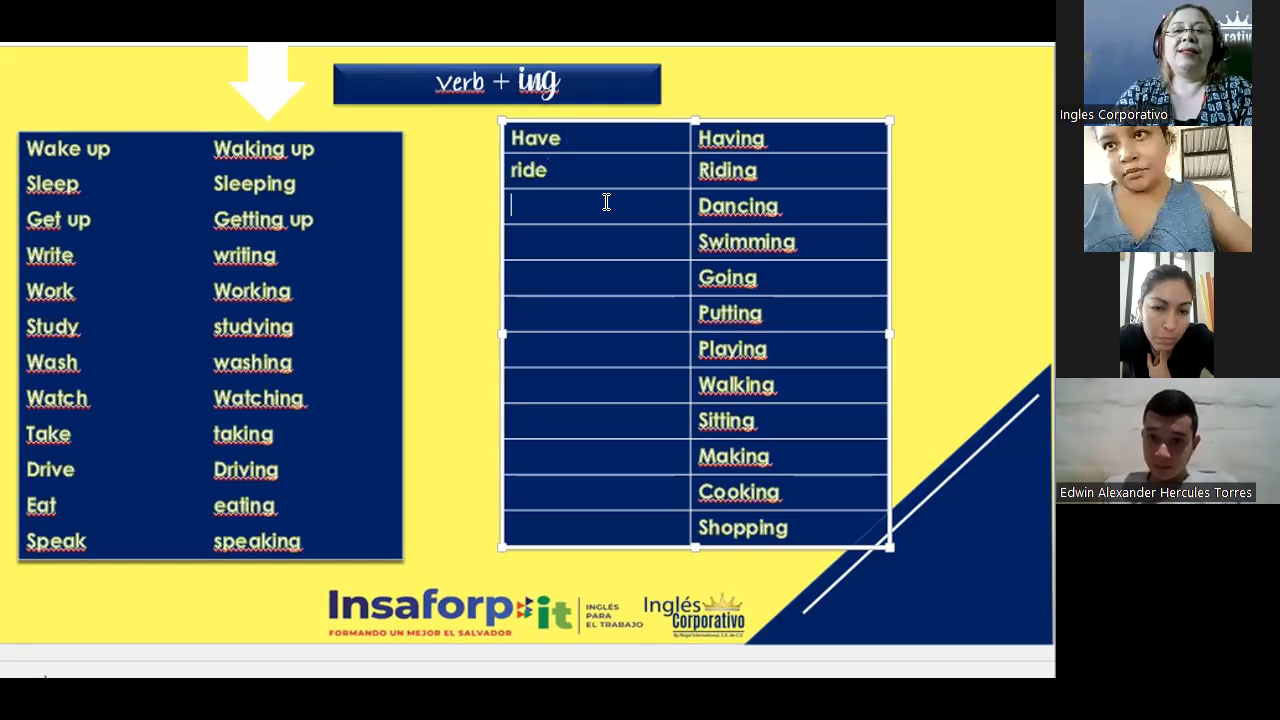 verb + ing
Wake up Waking up
Sleep Sleeping
Get up Getting up
Write writing
Work Working
Study studying
Wash washing
Watch Watching
Take taking
Drive Driving
Eat eating
Speak speaking
Have Having
ride Riding
Dancing
Swimming
Going
Putting
Playing
Walking
Sitting
Making
Cooking
Shopping
Insaforp it
FORMANDO UN MEJOR EL SALVADOR
INGLÉS
PARA
EL TRABAJO
Inglés
Corporativo
Ingles Corporativo
Edwin Alexander Hercules Torres